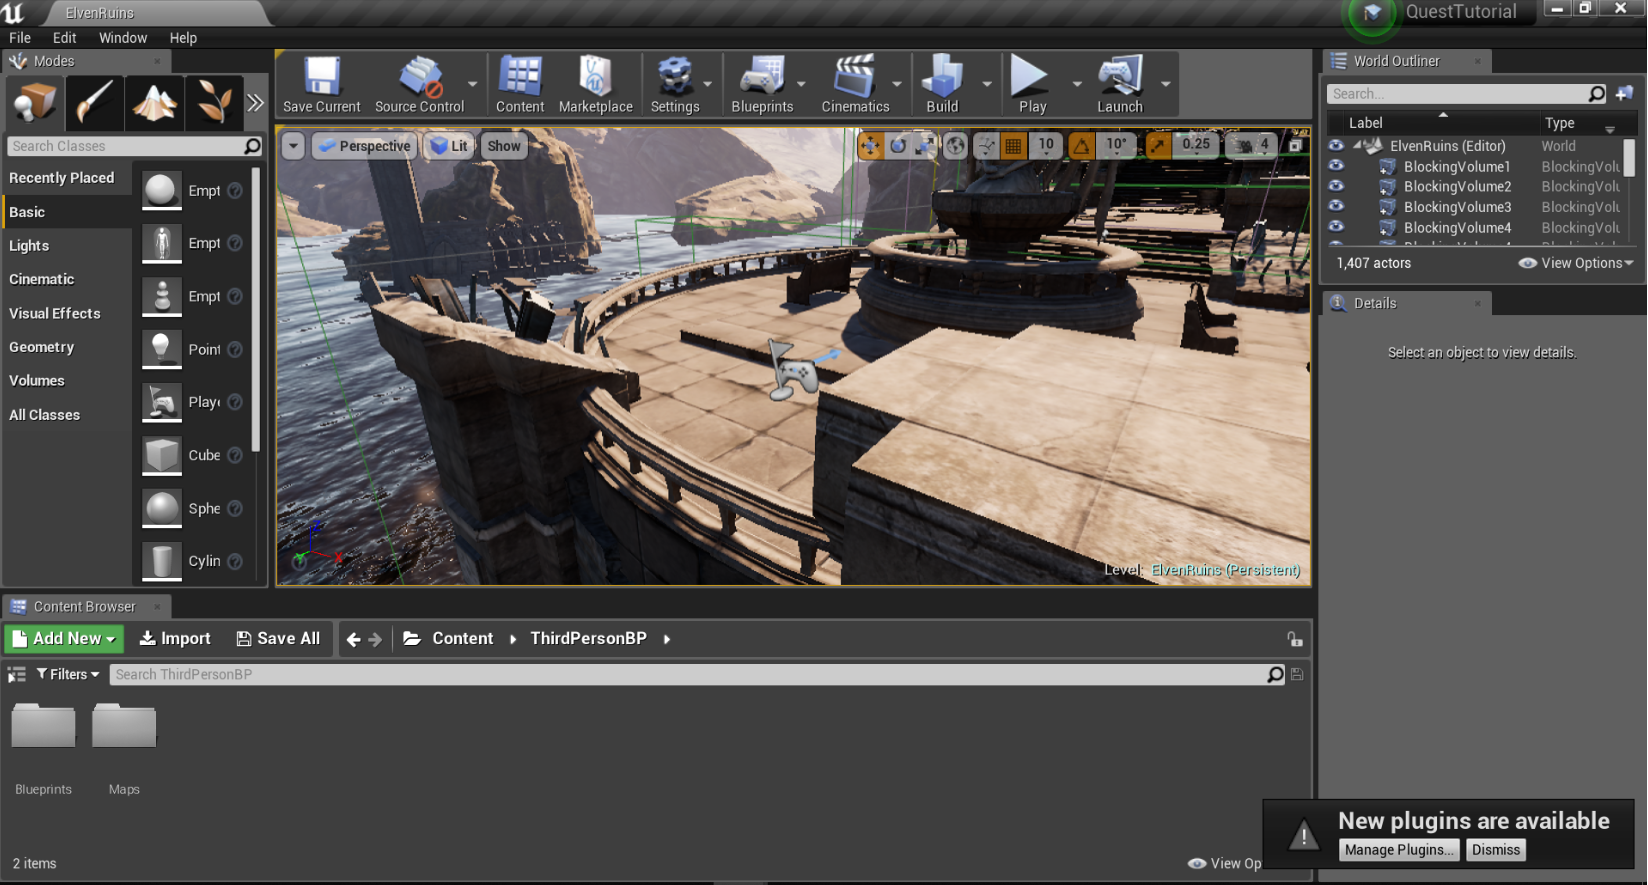 ElvenRuins
QuestTutorial
File Edit Window Help
Modes
Save Current Source Control Content Marketplace Settings Blueprints Cinematics Build Play Launch
World Outliner
Search...
Label Type
Search Classes
Perspective Lit Show
10 10° 0.25 4
ElvenRuins (Editor) World
BlockingVolume1 BlockingVolu
BlockingVolume2 BlockingVolu
BlockingVolume3 BlockingVolu
BlockingVolume4 BlockingVolu
1,407 actors View Options
Recently Placed
Basic
Lights
Cinematic
Visual Effects
Geometry
Volumes
All Classes
Empt
Empt
Empt
Point
Playe
Cube
Sphe
Cylin
Details
Select an object to view details.
X
Level: ElvenRuins (Persistent)
Content Browser
Add New Import Save All Content ThirdPersonBP
Filters Search ThirdPersonBP
Blueprints Maps
2 items
View Op
New plugins are available
Manage Plugins... Dismiss